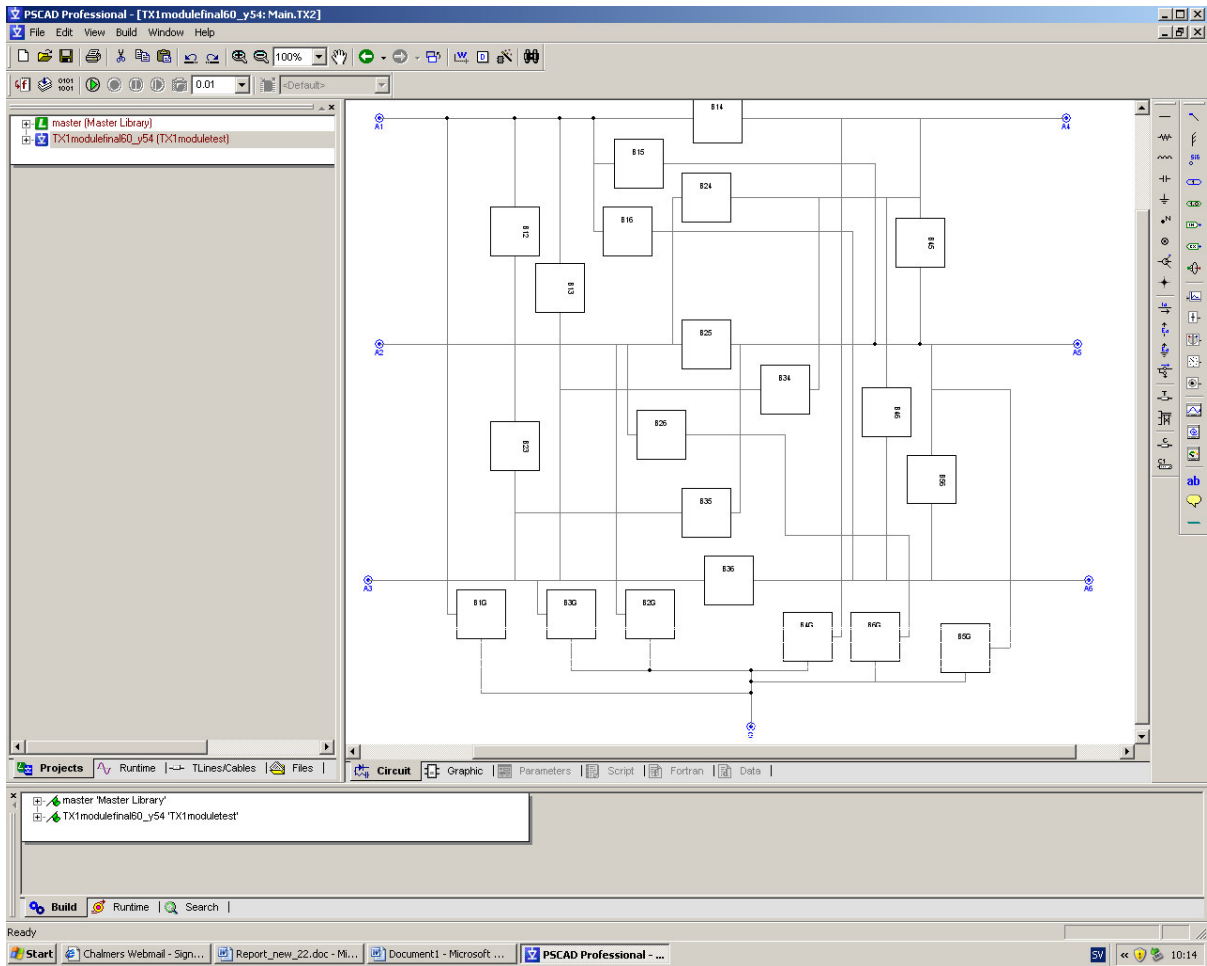 PSCAD Professional - [TX1modulefinal60_y54: Main.TX2]
File Edit View Build Window Help
100%
0101
1001
0.01
<Default>
master (Master Library)
TX1modulefinal60_y54 (TX1moduletest)
B14
A1
A4
B15
B24
B16
B12
B45
B13
B25
A2
A5
B34
B46
B26
B23
B56
B35
B36
A3
A6
B1G
B3G
B2G
B4G
B6G
B5G
G
ab
Projects Runtime TLines/Cables Files
Circuit Graphic Parameters Script Fortran Data
master 'Master Library'
TX1modulefinal60_y54 'TX1moduletest'
Build Runtime Search
Ready
Start Chalmers Webmail - Sign... Report_new_22.doc - Mi... Document1 - Microsoft ... PSCAD Professional - ... SV 10:14